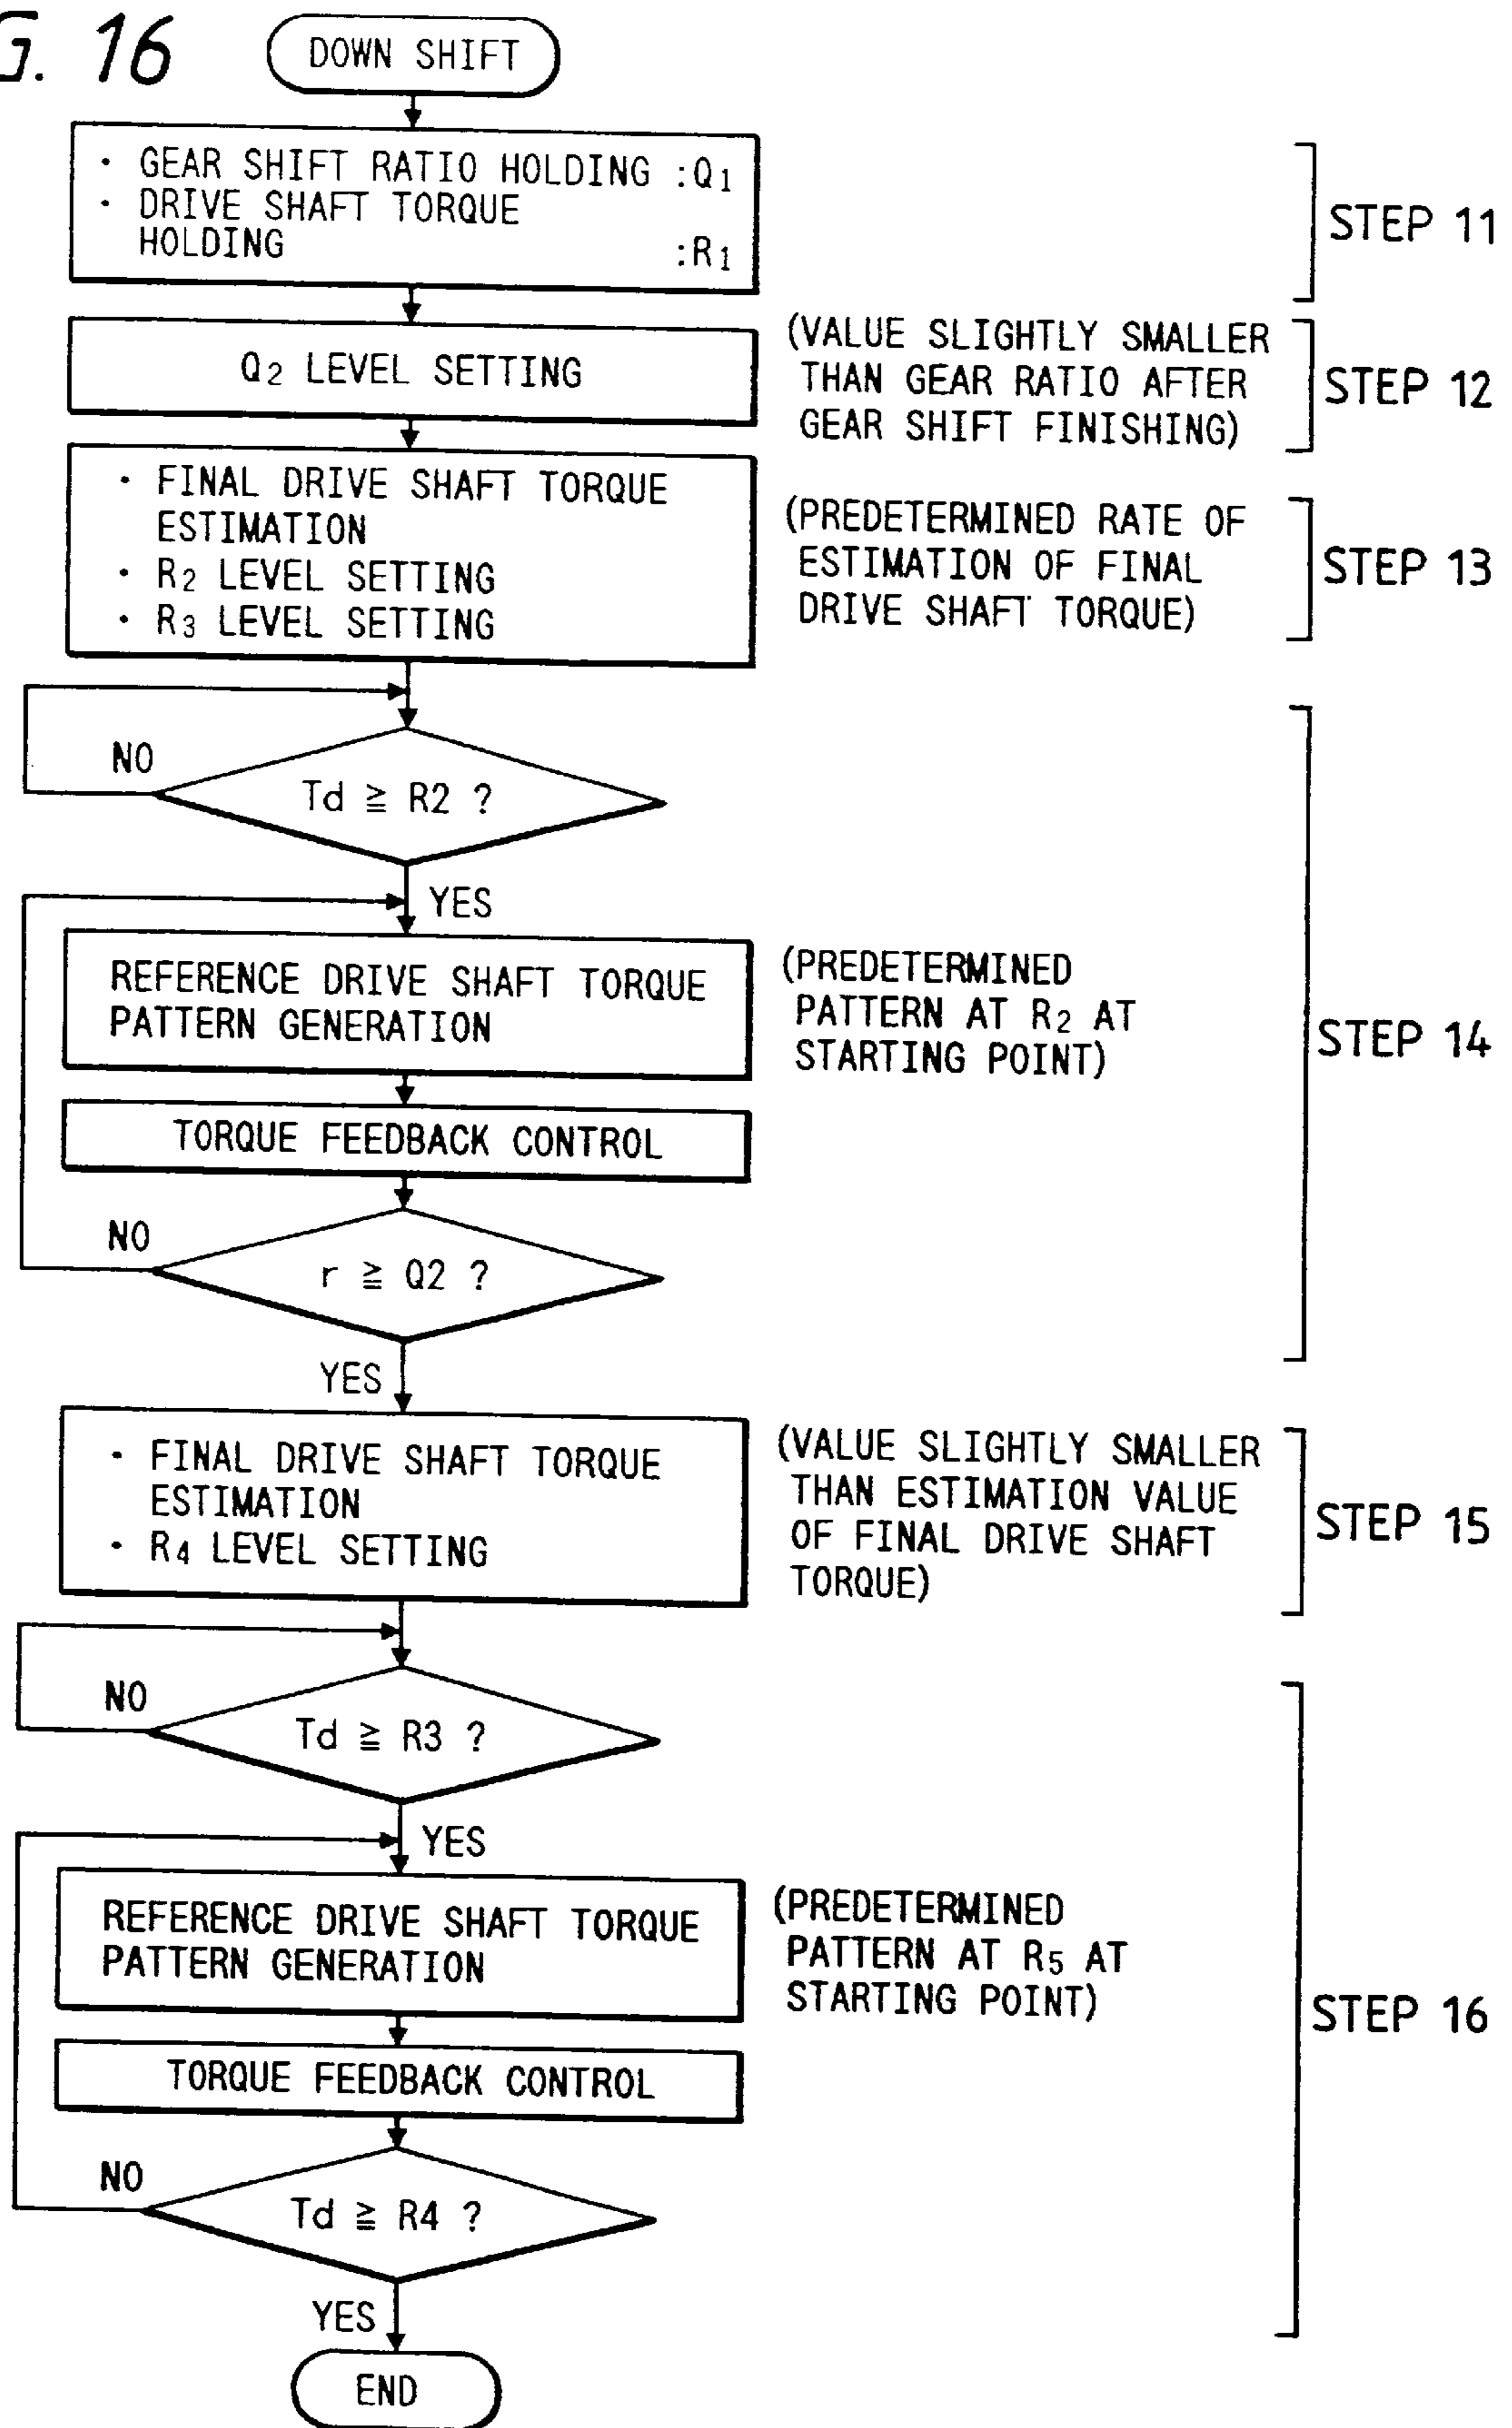 G. 16
DOWN SHIFT
· GEAR SHIFT RATIO HOLDING :Q1
· DRIVE SHAFT TORQUE
HOLDING :R1
STEP 11
Q2 LEVEL SETTING
(VALUE SLIGHTLY SMALLER
THAN GEAR RATIO AFTER
GEAR SHIFT FINISHING)
STEP 12
· FINAL DRIVE SHAFT TORQUE
ESTIMATION
· R2 LEVEL SETTING
· R3 LEVEL SETTING
(PREDETERMINED RATE OF
ESTIMATION OF FINAL
DRIVE SHAFT TORQUE)
STEP 13
NO
Td ≧ R2 ?
YES
REFERENCE DRIVE SHAFT TORQUE
PATTERN GENERATION
(PREDETERMINED
PATTERN AT R2 AT
STARTING POINT)
STEP 14
TORQUE FEEDBACK CONTROL
NO
r ≧ Q2 ?
YES
· FINAL DRIVE SHAFT TORQUE
ESTIMATION
· R4 LEVEL SETTING
(VALUE SLIGHTLY SMALLER
THAN ESTIMATION VALUE
OF FINAL DRIVE SHAFT
TORQUE)
STEP 15
NO
Td ≧ R3 ?
YES
REFERENCE DRIVE SHAFT TORQUE
PATTERN GENERATION
(PREDETERMINED
PATTERN AT R5 AT
STARTING POINT)
STEP 16
TORQUE FEEDBACK CONTROL
NO
Td ≧ R4 ?
YES
END